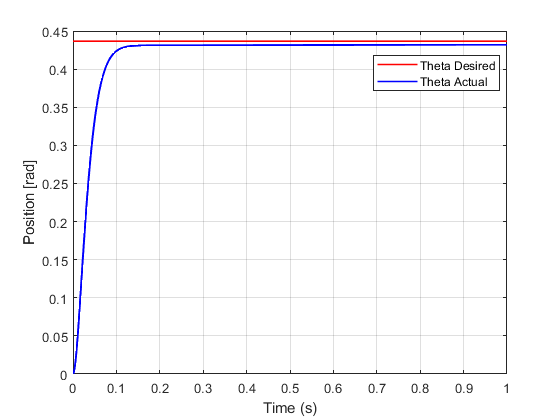 0.45
0.4
0.35
0.3
0.25
0.2
0.15
0.1
0.05
0
Position [rad]
Theta Desired
Theta Actual
0 0.1 0.2 0.3 0.4 0.5 0.6 0.7 0.8 0.9 1
Time (s)